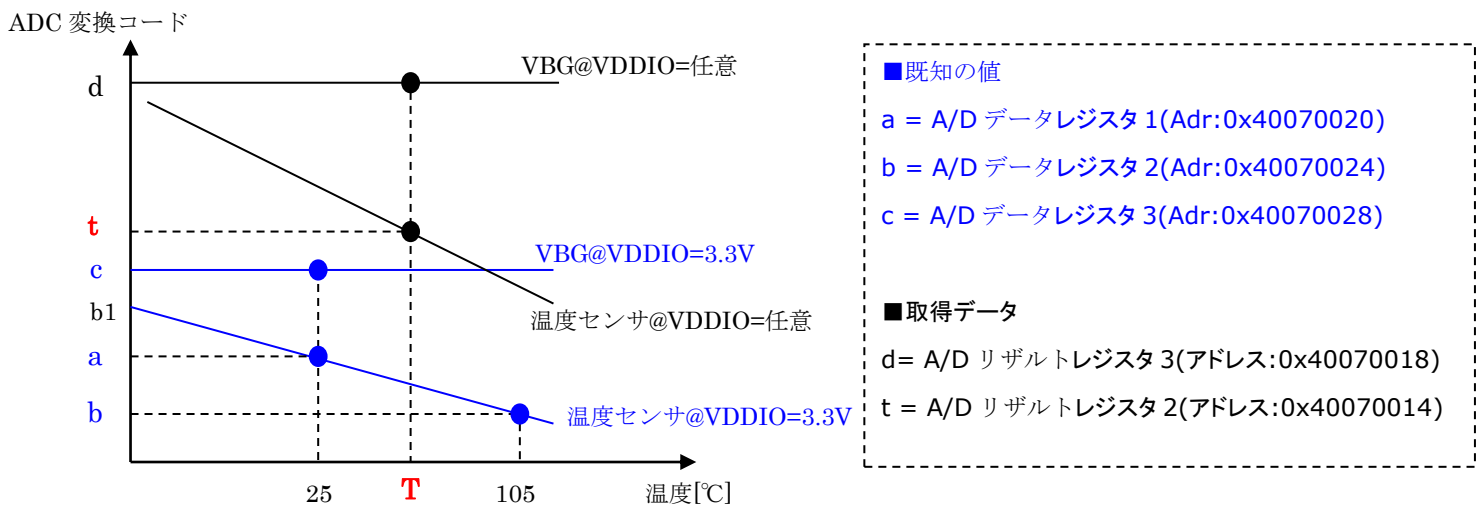 ADC 変換コード
VBG@VDDIO=任意
d
t
VBG@VDDIO=3.3V
c
b1
温度センサ@VDDIO=任意
a
b
温度センサ@VDDIO=3.3V
25
T
105
温度[℃]
■既知の値
a = A/D データレジスタ 1(Adr:0x40070020)
b = A/D データレジスタ 2(Adr:0x40070024)
c = A/D データレジスタ 3(Adr:0x40070028)
■取得データ
d= A/D リザルトレジスタ 3(アドレス:0x40070018)
t = A/D リザルトレジスタ 2(アドレス:0x40070014)